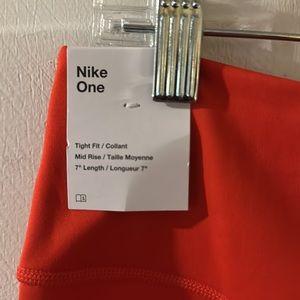 Nike
One
Tight Fit / Collant
Mid Rise / Taille Moyenne
7" Length / Longueur 7"